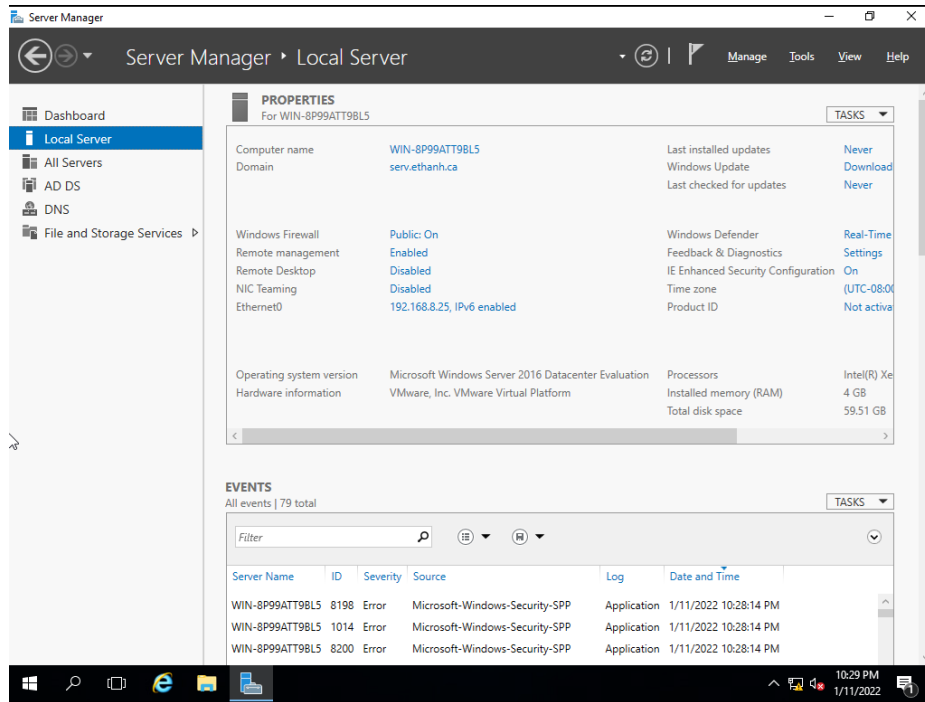 Server Manager
Server Manager ‣ Local Server
Manage Tools View Help
Dashboard
Local Server
All Servers
AD DS
DNS
File and Storage Services
PROPERTIES
For WIN-8P99ATT9BL5
TASKS
Computer name WIN-8P99ATT9BL5 Last installed updates Never
Domain serv.ethanh.ca Windows Update Download
Last checked for updates Never
Windows Firewall Public: On Windows Defender Real-Time
Remote management Enabled Feedback & Diagnostics Settings
Remote Desktop Disabled IE Enhanced Security Configuration On
NIC Teaming Disabled Time zone (UTC-08:00
Ethernet0 192.168.8.25, IPv6 enabled Product ID Not activa
Operating system version Microsoft Windows Server 2016 Datacenter Evaluation Processors Intel(R) Xe
Hardware information VMware, Inc. VMware Virtual Platform Installed memory (RAM) 4 GB
Total disk space 59.51 GB
EVENTS
All events | 79 total
TASKS
Filter
Server Name ID Severity Source Log Date and Time
WIN-8P99ATT9BL5 8198 Error Microsoft-Windows-Security-SPP Application 1/11/2022 10:28:14 PM
WIN-8P99ATT9BL5 1014 Error Microsoft-Windows-Security-SPP Application 1/11/2022 10:28:14 PM
WIN-8P99ATT9BL5 8200 Error Microsoft-Windows-Security-SPP Application 1/11/2022 10:28:14 PM
10:29 PM
1/11/2022
1